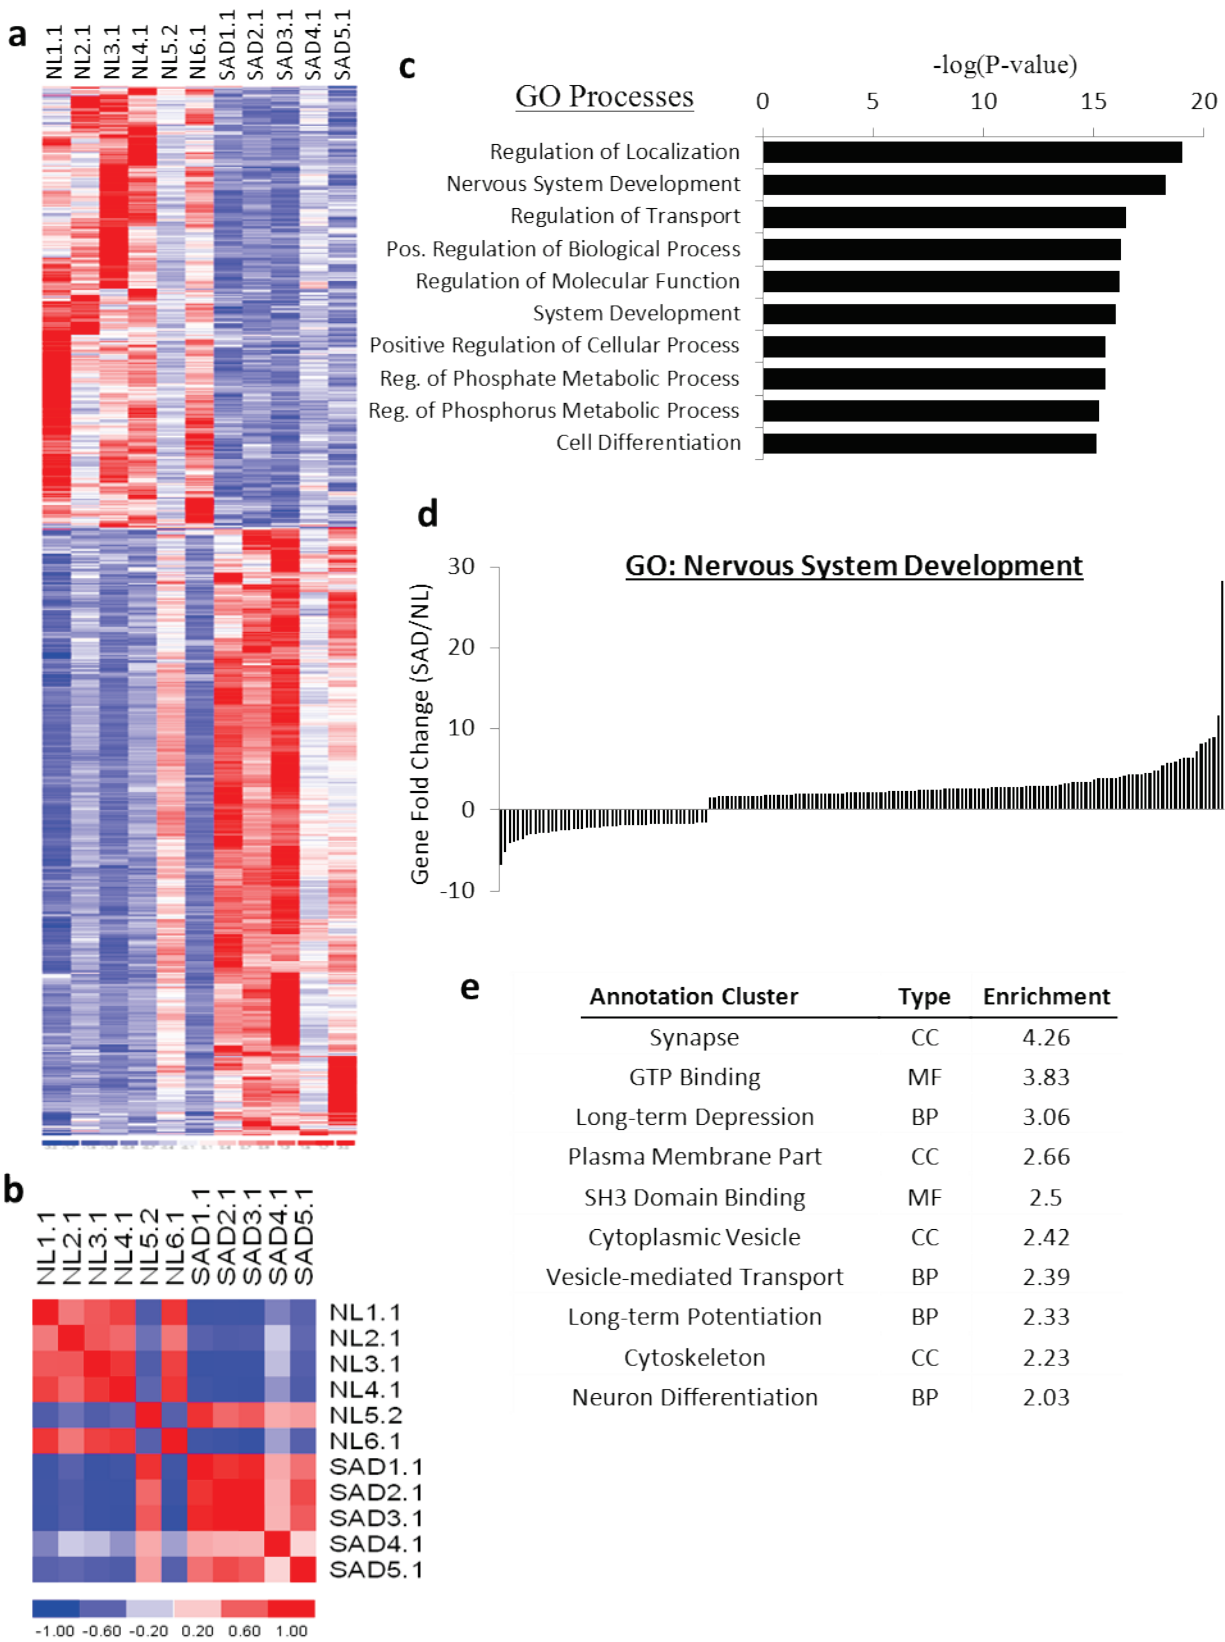 a
NL1.1 NL2.1 NL3.1 NL4.1 NL5.2 NL6.1 SAD1.1 SAD2.1 SAD3.1 SAD4.1 SAD5.1
c
-log(P-value)
GO Processes
0 5 10 15 20
Regulation of Localization
Nervous System Development
Regulation of Transport
Pos. Regulation of Biological Process
Regulation of Molecular Function
System Development
Positive Regulation of Cellular Process
Reg. of Phosphate Metabolic Process
Reg. of Phosphorus Metabolic Process
Cell Differentiation
d
GO: Nervous System Development
Gene Fold Change (SAD/NL)
30
20
10
0
-10
e
Annotation Cluster Type Enrichment
Synapse CC 4.26
GTP Binding MF 3.83
Long-term Depression BP 3.06
Plasma Membrane Part CC 2.66
SH3 Domain Binding MF 2.5
Cytoplasmic Vesicle CC 2.42
Vesicle-mediated Transport BP 2.39
Long-term Potentiation BP 2.33
Cytoskeleton CC 2.23
Neuron Differentiation BP 2.03
b
NL1.1 NL2.1 NL3.1 NL4.1 NL5.2 NL6.1 SAD1.1 SAD2.1 SAD3.1 SAD4.1 SAD5.1
NL1.1
NL2.1
NL3.1
NL4.1
NL5.2
NL6.1
SAD1.1
SAD2.1
SAD3.1
SAD4.1
SAD5.1
-1.00 -0.60 -0.20 0.20 0.60 1.00